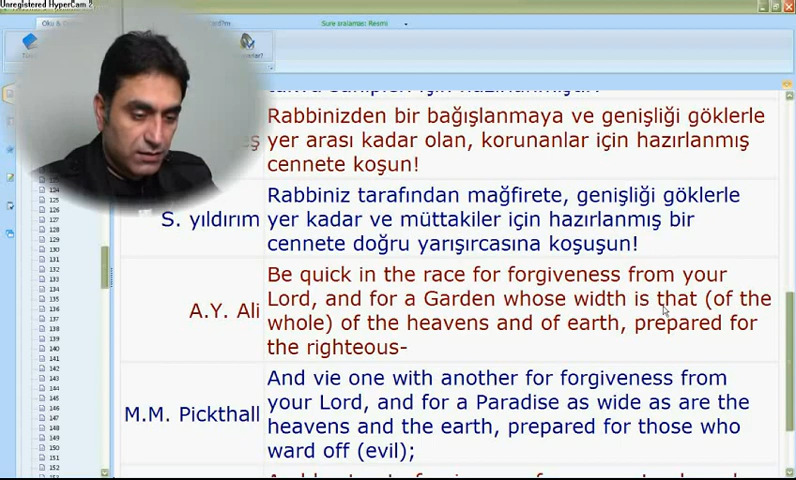 Unregistered HyperCam 2
Oku &
Sure sıralaması: Resmi
Rabbinizden bir bağışlanmaya ve genişliği göklerle
yer arası kadar olan, korunanlar için hazırlanmış
cennete koşun!
S. yıldırım
Rabbiniz tarafından mağfirete, genişliği göklerle
yer kadar ve müttakiler için hazırlanmış bir
cennete doğru yarışırcasına koşuşun!
A.Y. Ali
Be quick in the race for forgiveness from your
Lord, and for a Garden whose width is that (of the
whole) of the heavens and of earth, prepared for
the righteous-
M.M. Pickthall
And vie one with another for forgiveness from
your Lord, and for a Paradise as wide as are the
heavens and the earth, prepared for those who
ward off (evil);
124
125
126
127
128
129
130
131
132
133
134
135
136
137
138
139
140
141
142
143
144
145
146
147
148
149
150
151
152